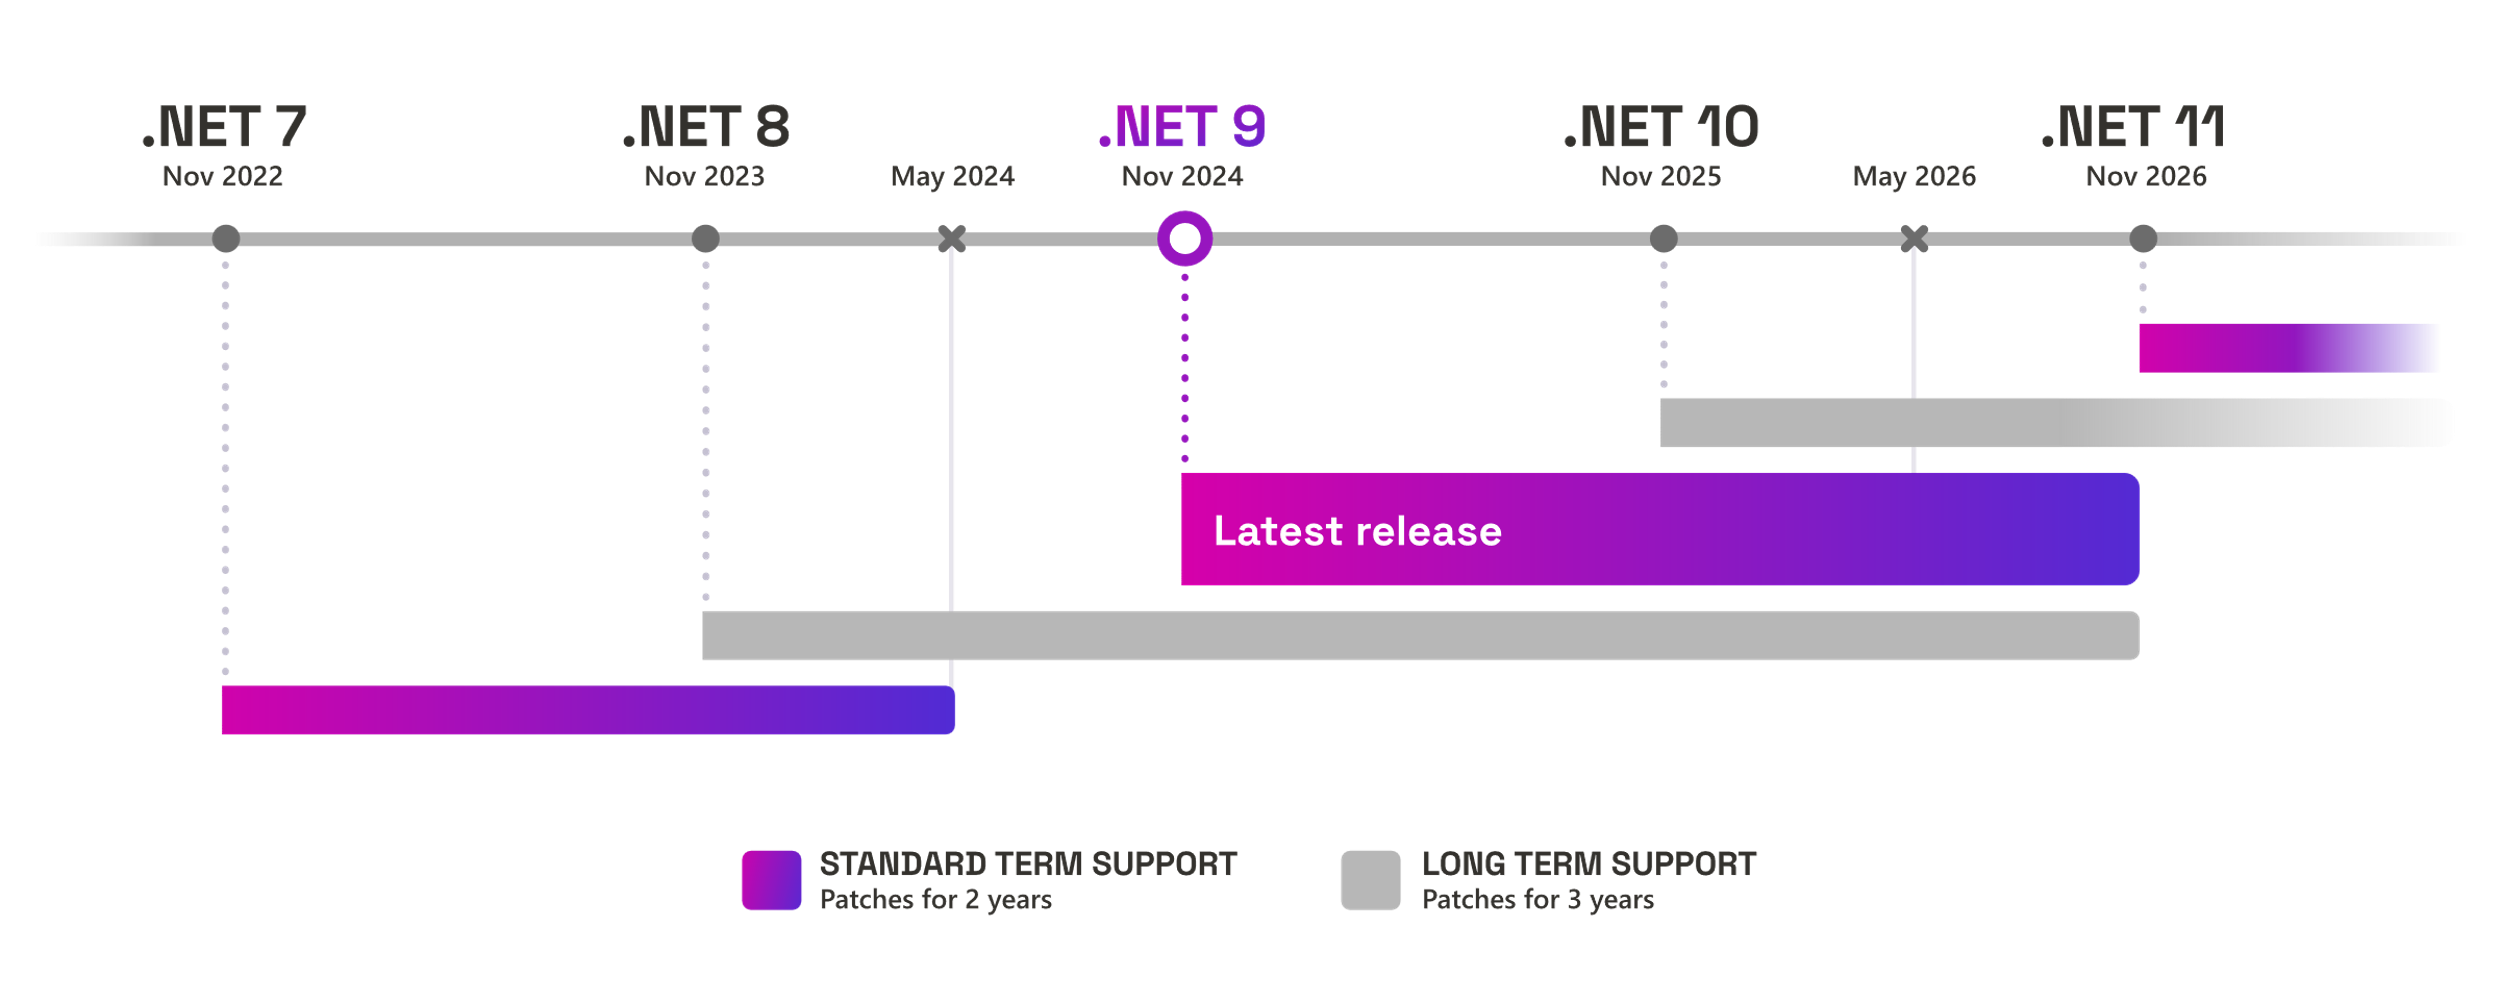 .NET 7
Nov 2022
.NET 8
Nov 2023
May 2024
.NET 9
Nov 2024
.NET 10
Nov 2025
May 2026
.NET 11
Nov 2026
Latest release
STANDARD TERM SUPPORT
Patches for 2 years
LONG TERM SUPPORT
Patches for 3 years